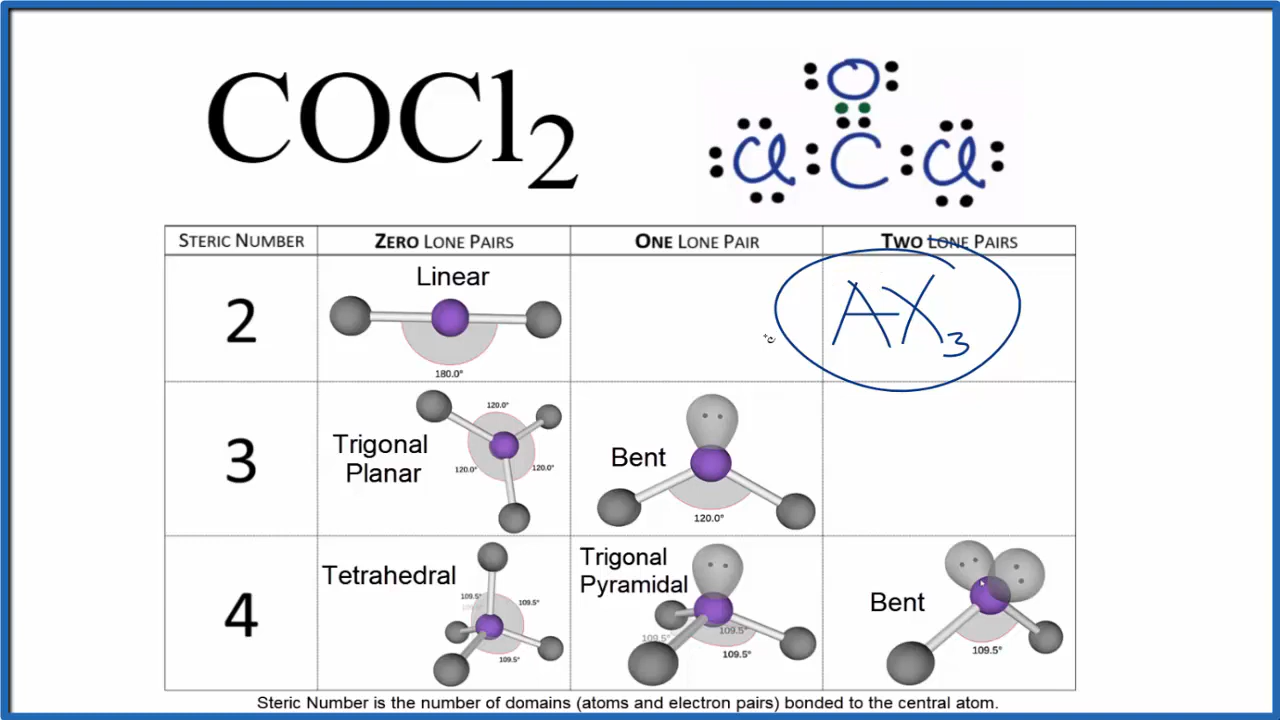 COCl2
O
Cl C Cl
STERIC NUMBER ZERO LONE PAIRS ONE LONE PAIR TWO LONE PAIRS
2
Linear
180.0°
AX3
3
Trigonal
Planar
120.0°
120.0°
120.0°
Bent
120.0°
4
Tetrahedral
109.5°
109.5°
109.5°
Trigonal
Pyramidal
109.5°
109.5°
109.5°
Bent
109.5°
Steric Number is the number of domains (atoms and electron pairs) bonded to the central atom.